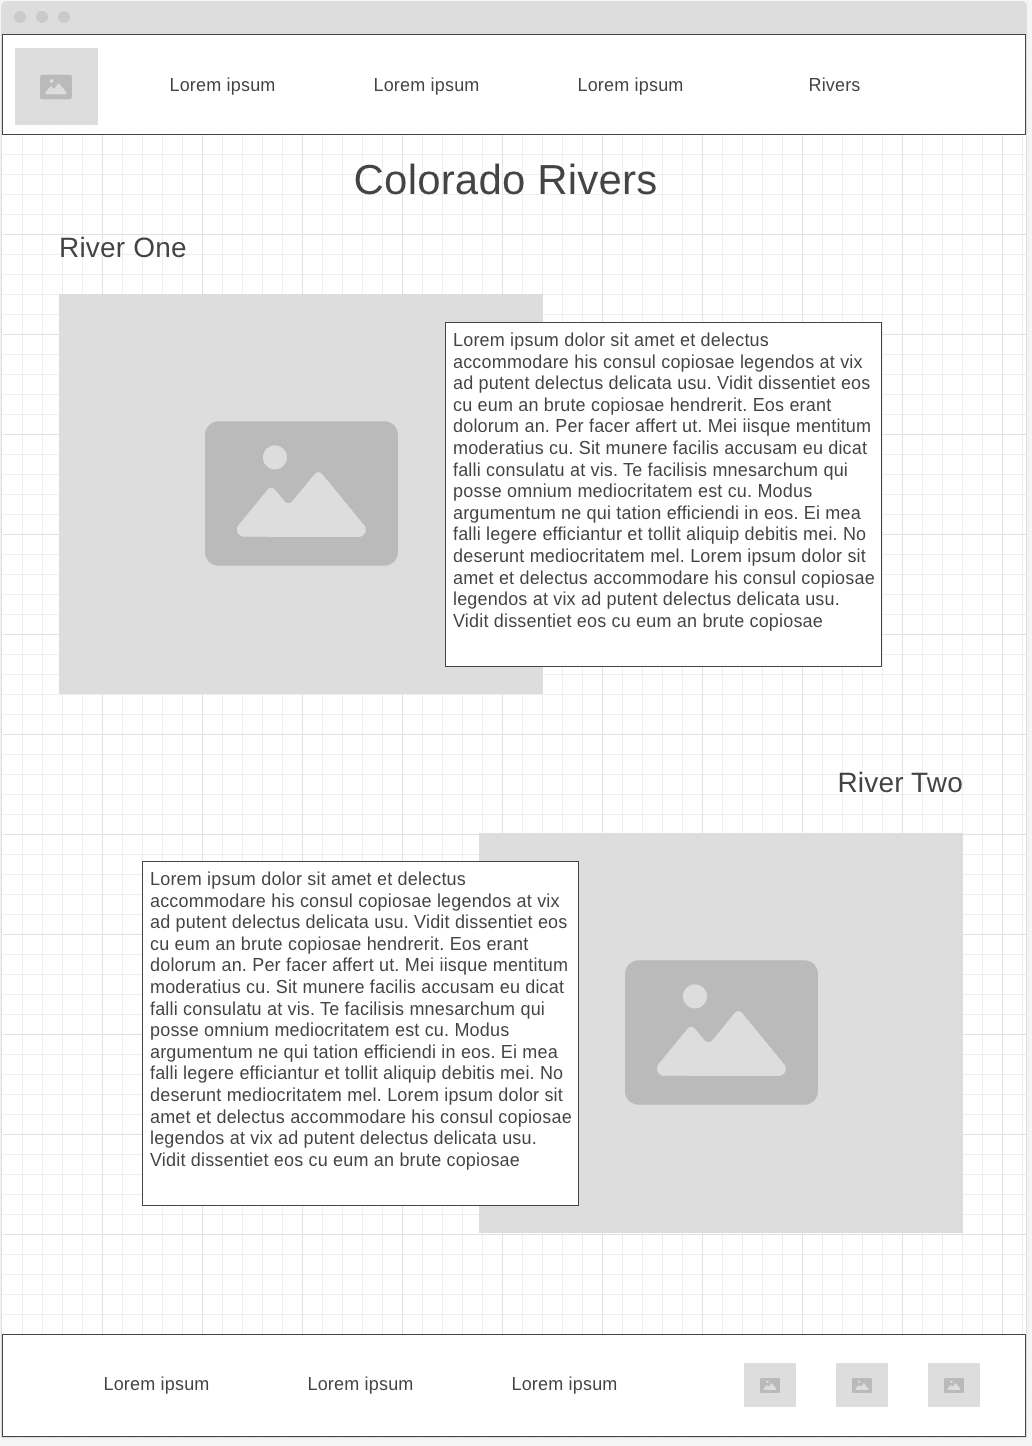 Lorem ipsum Lorem ipsum Lorem ipsum Rivers
Colorado Rivers
River One
Lorem ipsum dolor sit amet et delectus
accommodare his consul copiosae legendos at vix
ad putent delectus delicata usu. Vidit dissentiet eos
cu eum an brute copiosae hendrerit. Eos erant
dolorum an. Per facer affert ut. Mei iisque mentitum
moderatius cu. Sit munere facilis accusam eu dicat
falli consulatu at vis. Te facilisis mnesarchum qui
posse omnium mediocritatem est cu. Modus
argumentum ne qui tation efficiendi in eos. Ei mea
falli legere efficiantur et tollit aliquip debitis mei. No
deserunt mediocritatem mel. Lorem ipsum dolor sit
amet et delectus accommodare his consul copiosae
legendos at vix ad putent delectus delicata usu.
Vidit dissentiet eos cu eum an brute copiosae
River Two
Lorem ipsum dolor sit amet et delectus
accommodare his consul copiosae legendos at vix
ad putent delectus delicata usu. Vidit dissentiet eos
cu eum an brute copiosae hendrerit. Eos erant
dolorum an. Per facer affert ut. Mei iisque mentitum
moderatius cu. Sit munere facilis accusam eu dicat
falli consulatu at vis. Te facilisis mnesarchum qui
posse omnium mediocritatem est cu. Modus
argumentum ne qui tation efficiendi in eos. Ei mea
falli legere efficiantur et tollit aliquip debitis mei. No
deserunt mediocritatem mel. Lorem ipsum dolor sit
amet et delectus accommodare his consul copiosae
legendos at vix ad putent delectus delicata usu.
Vidit dissentiet eos cu eum an brute copiosae
Lorem ipsum Lorem ipsum Lorem ipsum